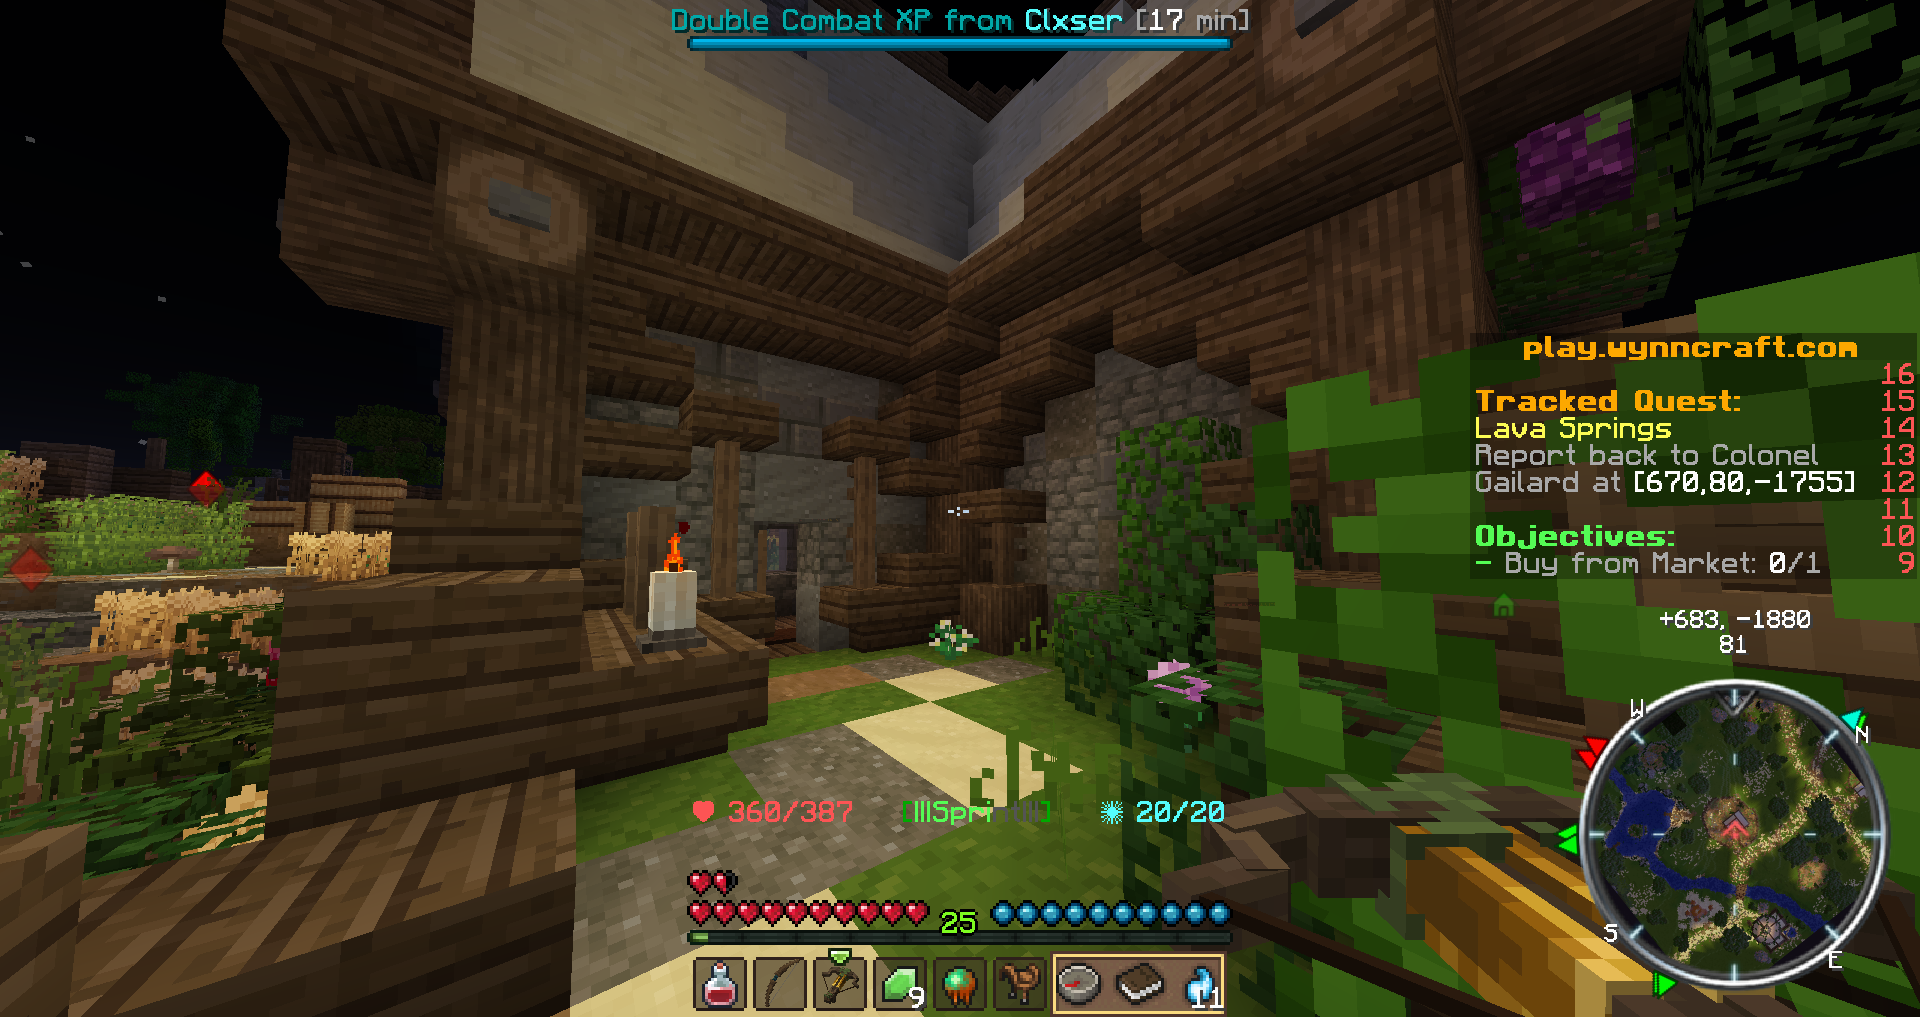 Double Combat XP from Clxser [17 min]
play.wynncraft.com
16
Tracked Quest: 15
Lava Springs 14
Report back to Colonel 13
Gailard at [670,80,-1755] 12
11
Objectives: 10
- Buy from Market: 0/1 9
+683, -1880
81
W
N
S
E
360/387 [|||Sprint|||] 20/20
25
9
11